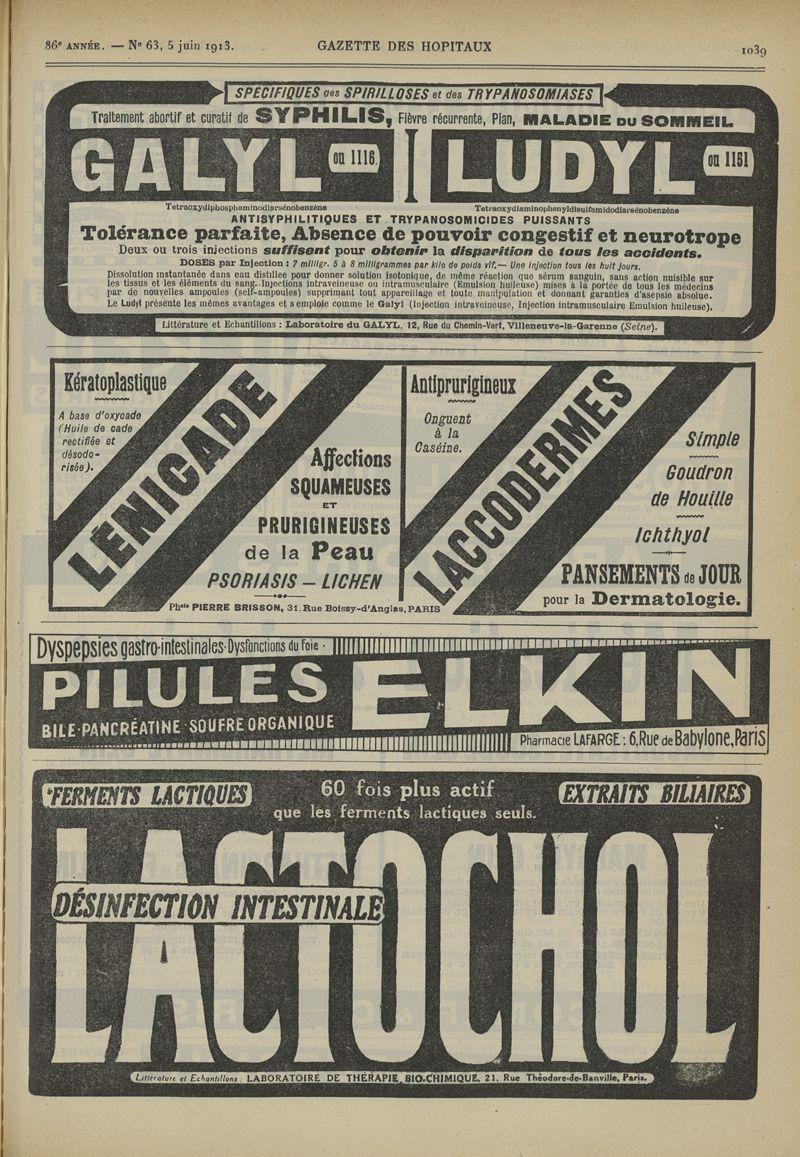 86e ANNÉE. — No 63, 5 juin 1913.
GAZETTE DES HOPITAUX
1039
SPÉCIFIQUES des SPIRILLOSES et des TRYPANOSOMIASES
Traitement abortif et curatif de SYPHILIS, Fièvre récurrente, Pian, MALADIE DU SOMMEIL
GALYL ou 1116
LUDYL ou 1151
Tetraoxydiphosphaminodiarsénobenzène
Tetraoxydiaminophenyldisulfamidodiarsénobenzène
ANTISYPHILITIQUES ET TRYPANOSOMICIDES PUISSANTS
Tolérance parfaite, Absence de pouvoir congestif et neurotrope
Deux ou trois injections suffisent pour obtenir la disparition de tous les accidents.
DOSES par Injection : 7 milligr. 5 à 8 milligrammes par kilo de poids vif. — Une injection tous les huit jours.
Dissolution instantanée dans eau distillee pour donner solution isotonique, de même réaction que sérum sanguin, sans action nuisible sur
les tissus et les éléments du sang. Injections intraveineuse ou intramusculaire (Emulsion huileuse) mises à la portée de tous les médecins
par de nouvelles ampoules (self-ampoules) supprimant tout appareillage et toute manipulation et donnant garanties d'asepsie absolue.
Le Ludyl présente les mêmes avantages et s emploie comme le Galyl (Injection intraveineuse, Injection intramusculaire Emulsion huileuse).
Littérature et Echantillons : Laboratoire du GALYL, 12, Rue du Chemin-Vert, Villeneuve-la-Garenne (Seine).
Kératoplastique
A base d'oxycade
(Huile de cade
rectifiée et
désodo-
risée).
LÉNICADE
Affections
SQUAMEUSES
ET
PRURIGINEUSES
de la Peau
PSORIASIS — LICHEN
Antiprurigineux
Onguent
à la
Caséine.
LACCODERMES
Simple
Goudron
de Houille
Ichthyol
PANSEMENTS de JOUR
pour la Dermatologie.
Phcie PIERRE BRISSON, 31, Rue Boissy-d'Anglas, PARIS
Dyspepsies gastro-intestinales-Dysfonctions du Foie -
PILULES ELKIN
BILE-PANCRÉATINE-SOUFRE ORGANIQUE
Pharmacie LAFARGE : 6, Rue de Babylone, Paris
FERMENTS LACTIQUES
60 fois plus actif
que les ferments lactiques seuls.
EXTRAITS BILIAIRES
LACTOCHOL
DÉSINFECTION INTESTINALE
Littérature et Echantillons : LABORATOIRE DE THÉRAPIE BIO-CHIMIQUE, 21, Rue Théodore-de-Banville, Paris.